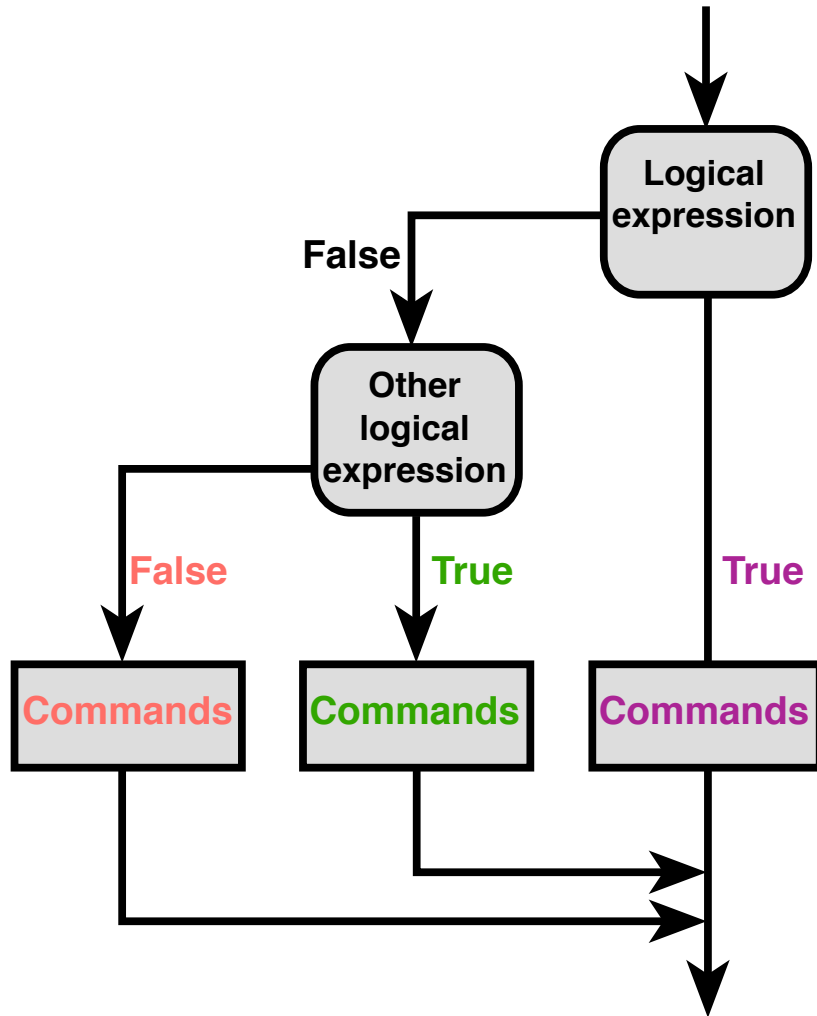 Logical
expression
False
Other
logical
expression
False
True
True
Commands
Commands
Commands